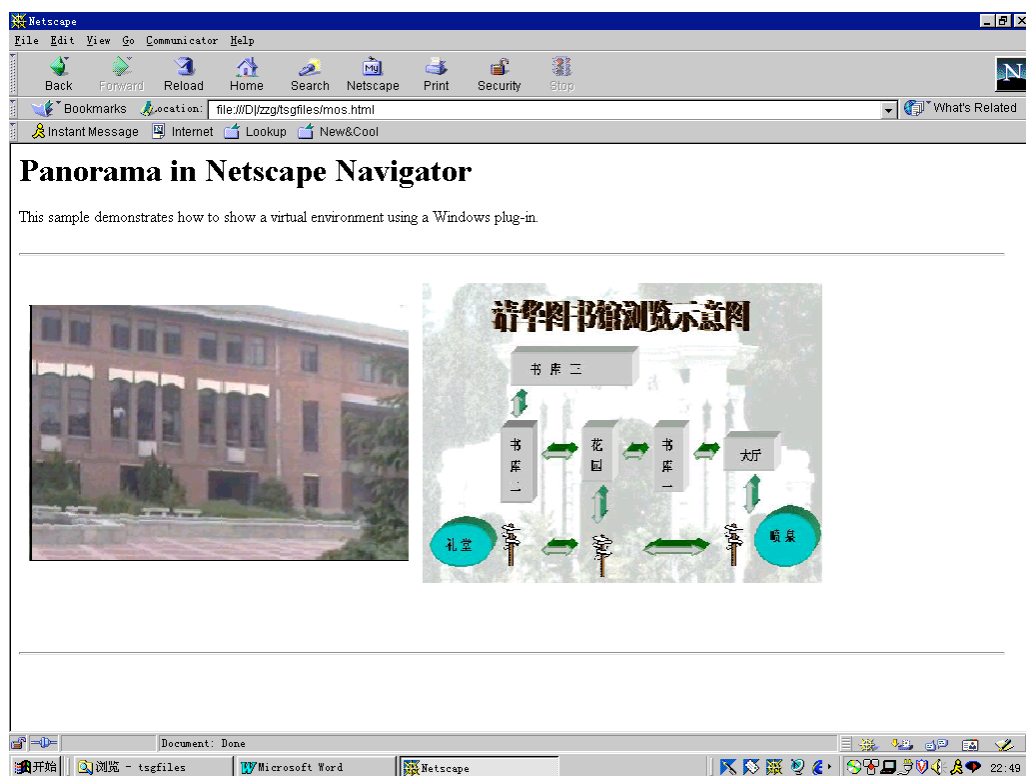 Netscape
File Edit View Go Communicator Help
Back Forward Reload Home Search Netscape Print Security Stop
My
N
Bookmarks Location: file:///D|/zzg/tsgfiles/mos.html What's Related
Instant Message Internet Lookup New&Cool
Panorama in Netscape Navigator
This sample demonstrates how to show a virtual environment using a Windows plug-in.
清华图书馆浏览示意图
书库三
书库二
花园
书库一
大厅
礼堂
喷泉
Document: Done
开始 浏览 - tsgfiles Microsoft Word Netscape 22:49